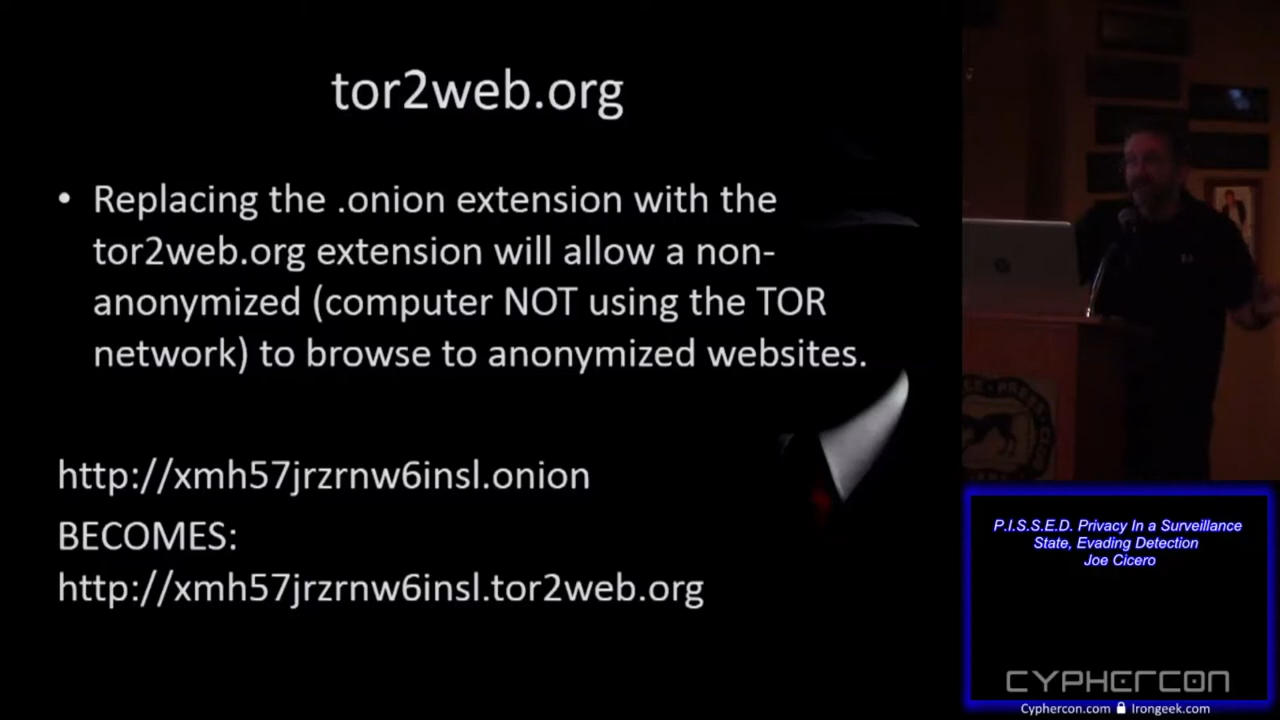 tor2web.org
• Replacing the .onion extension with the
tor2web.org extension will allow a non-
anonymized (computer NOT using the TOR
network) to browse to anonymized websites.
http://xmh57jrzrnw6insl.onion
BECOMES:
http://xmh57jrzrnw6insl.tor2web.org
P.I.S.S.E.D. Privacy In a Surveillance
State, Evading Detection
Joe Cicero
CYPHERCON
Cyphercon.com Irongeek.com